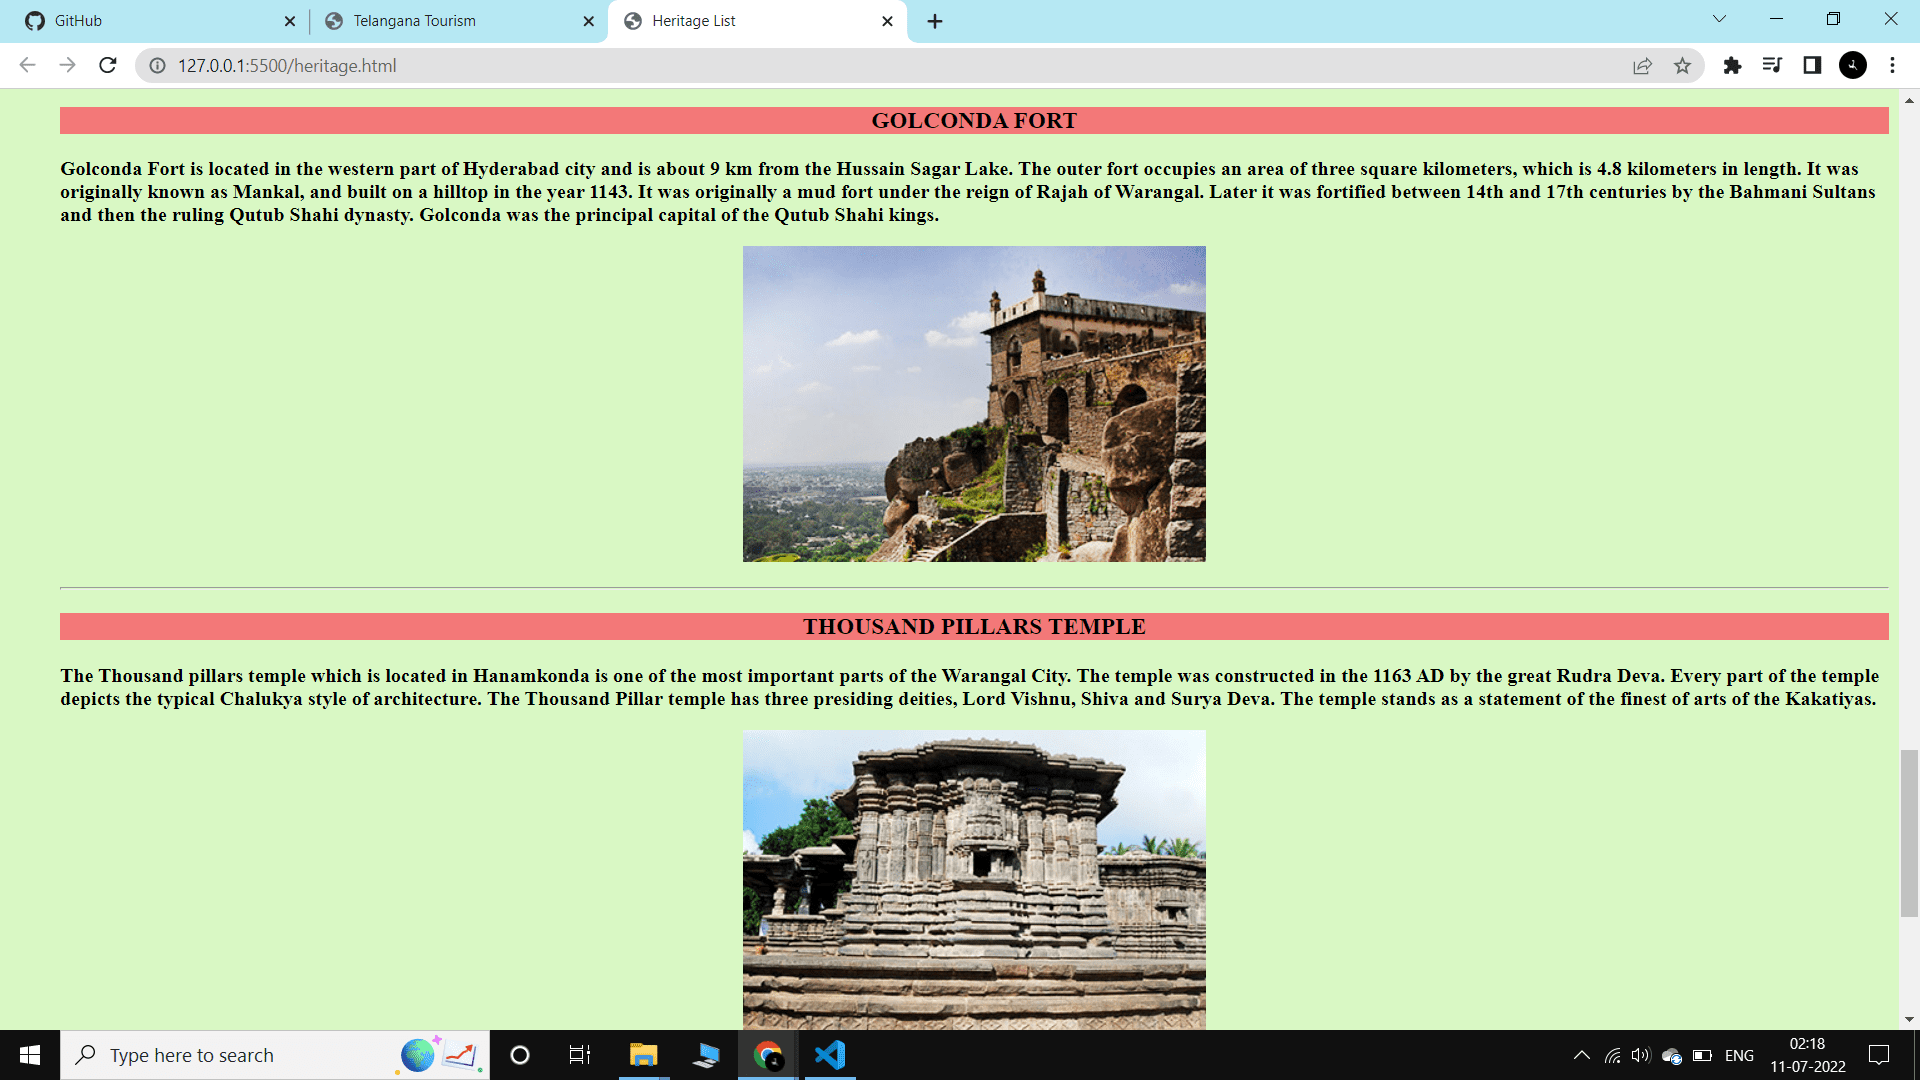 GitHub
Telangana Tourism
Heritage List
127.0.0.1:5500/heritage.html
GOLCONDA FORT
Golconda Fort is located in the western part of Hyderabad city and is about 9 km from the Hussain Sagar Lake. The outer fort occupies an area of three square kilometers, which is 4.8 kilometers in length. It was
originally known as Mankal, and built on a hilltop in the year 1143. It was originally a mud fort under the reign of Rajah of Warangal. Later it was fortified between 14th and 17th centuries by the Bahmani Sultans
and then the ruling Qutub Shahi dynasty. Golconda was the principal capital of the Qutub Shahi kings.
THOUSAND PILLARS TEMPLE
The Thousand pillars temple which is located in Hanamkonda is one of the most important parts of the Warangal City. The temple was constructed in the 1163 AD by the great Rudra Deva. Every part of the temple
depicts the typical Chalukya style of architecture. The Thousand Pillar temple has three presiding deities, Lord Vishnu, Shiva and Surya Deva. The temple stands as a statement of the finest of arts of the Kakatiyas.
Type here to search
ENG
02:18
11-07-2022